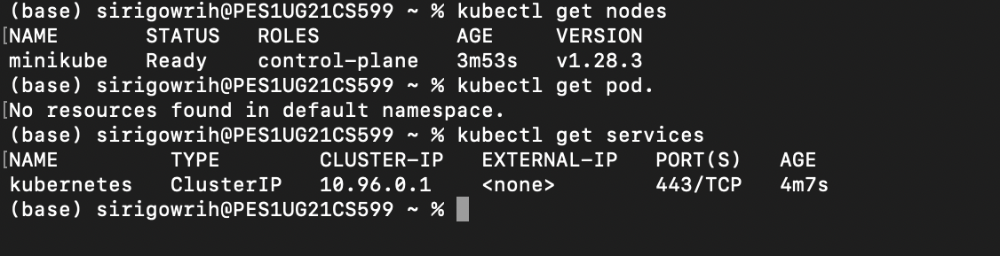 (base) sirigowrih@PES1UG21CS599 ~ % kubectl get nodes
[NAME       STATUS   ROLES           AGE     VERSION
minikube   Ready    control-plane   3m53s   v1.28.3
(base) sirigowrih@PES1UG21CS599 ~ % kubectl get pod.
[No resources found in default namespace.
(base) sirigowrih@PES1UG21CS599 ~ % kubectl get services
[NAME         TYPE        CLUSTER-IP   EXTERNAL-IP   PORT(S)   AGE
kubernetes   ClusterIP   10.96.0.1    <none>        443/TCP   4m7s
(base) sirigowrih@PES1UG21CS599 ~ %